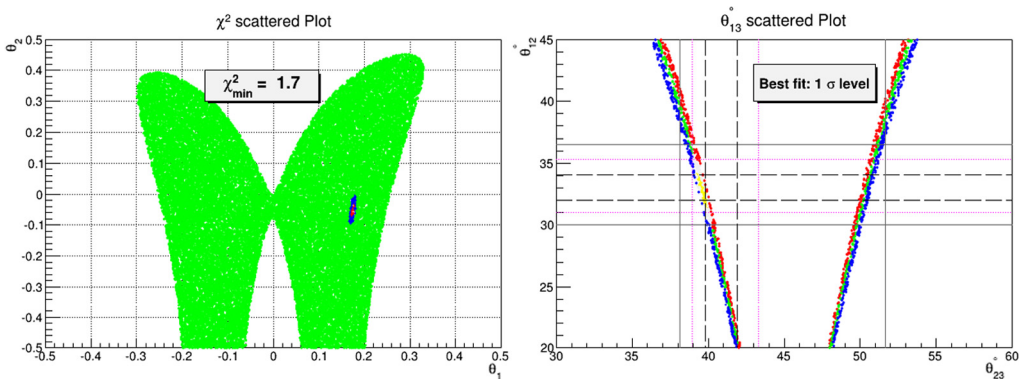 χ² scattered Plot
θ₂
0.5
0.4
0.3
0.2
0.1
0
-0.1
-0.2
-0.3
-0.4
-0.5
χ²min = 1.7
-0.5 -0.4 -0.3 -0.2 -0.1 0 0.1 0.2 0.3 0.4 0.5
θ₁
θ°₁₃ scattered Plot
θ°₁₂
45
40
35
30
25
20
Best fit: 1 σ level
30 35 40 45 50 55 60
θ°₂₃